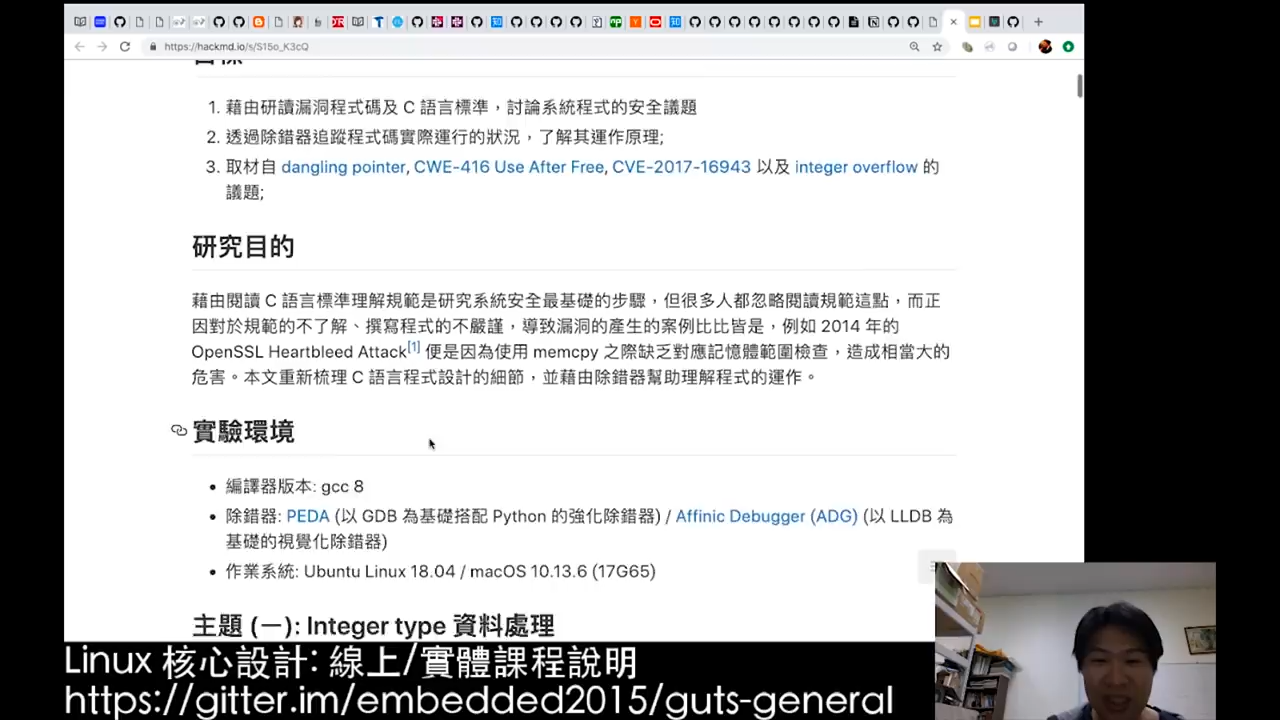 https://hackmd.io/s/S15o_K3cQ
目標
1. 藉由研讀漏洞程式碼及 C 語言標準，討論系統程式的安全議題
2. 透過除錯器追蹤程式碼實際運行的狀況，了解其運作原理;
3. 取材自 dangling pointer, CWE-416 Use After Free, CVE-2017-16943 以及 integer overflow 的
議題;
研究目的
藉由閱讀 C 語言標準理解規範是研究系統安全最基礎的步驟，但很多人都忽略閱讀規範這點，而正
因對於規範的不了解、撰寫程式的不嚴謹，導致漏洞的產生的案例比比皆是，例如 2014 年的
OpenSSL Heartbleed Attack[1] 便是因為使用 memcpy 之際缺乏對應記憶體範圍檢查，造成相當大的
危害。本文重新梳理 C 語言程式設計的細節，並藉由除錯器幫助理解程式的運作。
實驗環境
• 編譯器版本: gcc 8
• 除錯器: PEDA (以 GDB 為基礎搭配 Python 的強化除錯器) / Affinic Debugger (ADG) (以 LLDB 為
基礎的視覺化除錯器)
• 作業系統: Ubuntu Linux 18.04 / macOS 10.13.6 (17G65)
主題 (一): Integer type 資料處理
Linux 核心設計: 線上/實體課程說明
https://gitter.im/embedded2015/guts-general